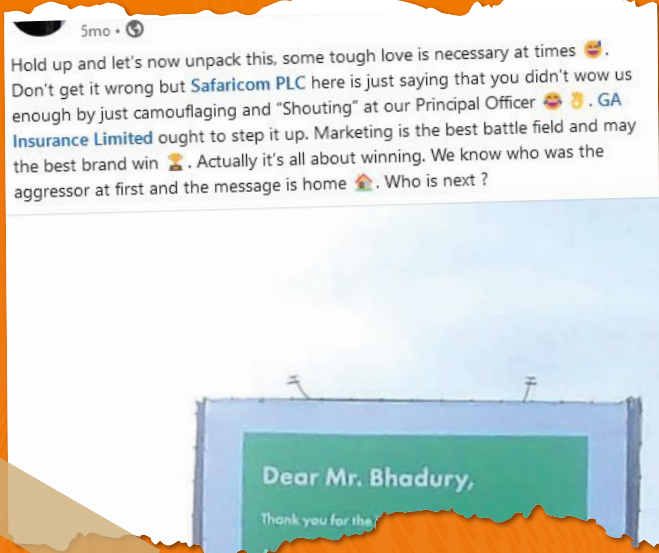 5mo •
Hold up and let's now unpack this, some tough love is necessary at times 😅.
Don't get it wrong but Safaricom PLC here is just saying that you didn't wow us
enough by just camouflaging and "Shouting" at our Principal Officer 😂 👌. GA
Insurance Limited ought to step it up. Marketing is the best battle field and may
the best brand win 🏆. Actually it's all about winning. We know who was the
aggressor at first and the message is home 🏠. Who is next ?
Dear Mr. Bhadury,
Thank you for the